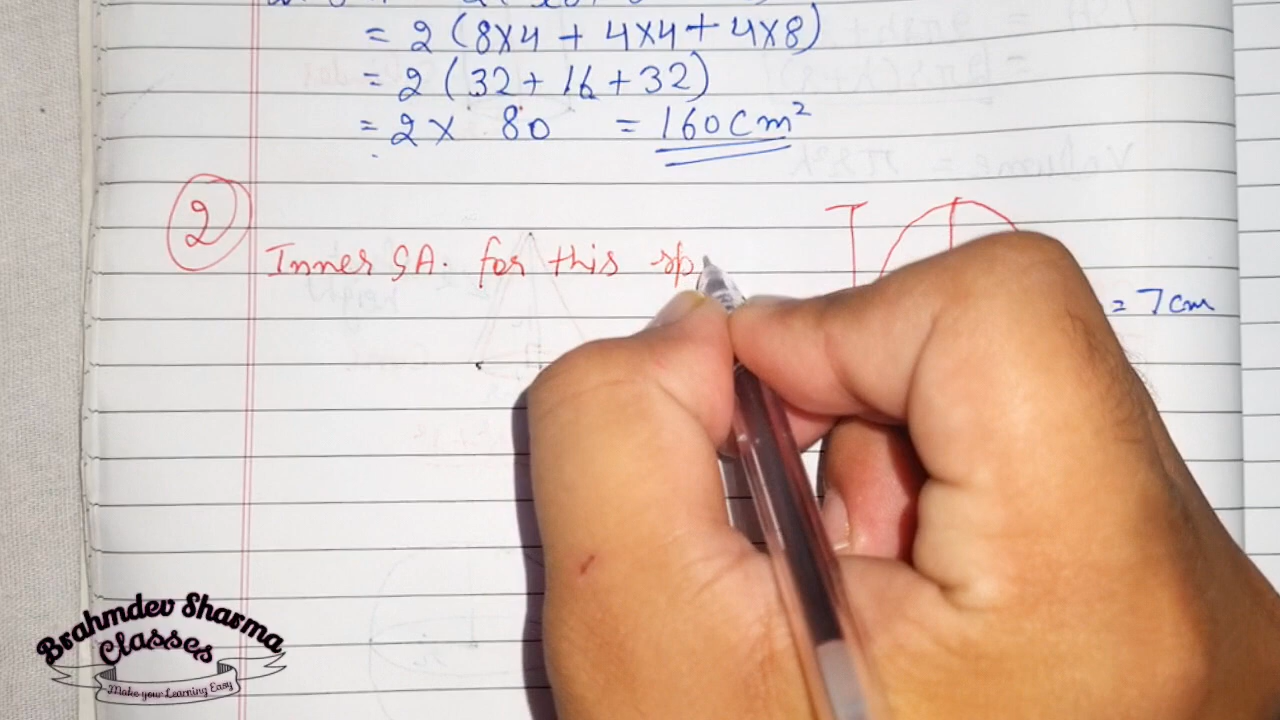 = 2 (8x4 + 4x4 + 4x8)
= 2 (32 + 16 + 32)
= 2 x 80 = 160 cm²
2
Inner SA. for this sp
= 7 cm
Brahmdev Sharma
Classes
Make your Learning Easy